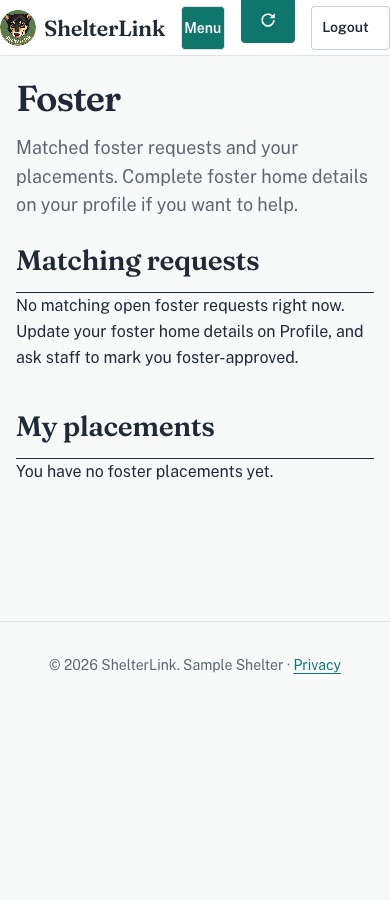 ShelterLink
Menu
Logout
Foster
Matched foster requests and your
placements. Complete foster home details
on your profile if you want to help.
Matching requests
No matching open foster requests right now.
Update your foster home details on Profile, and
ask staff to mark you foster-approved.
My placements
You have no foster placements yet.
© 2026 ShelterLink. Sample Shelter · Privacy